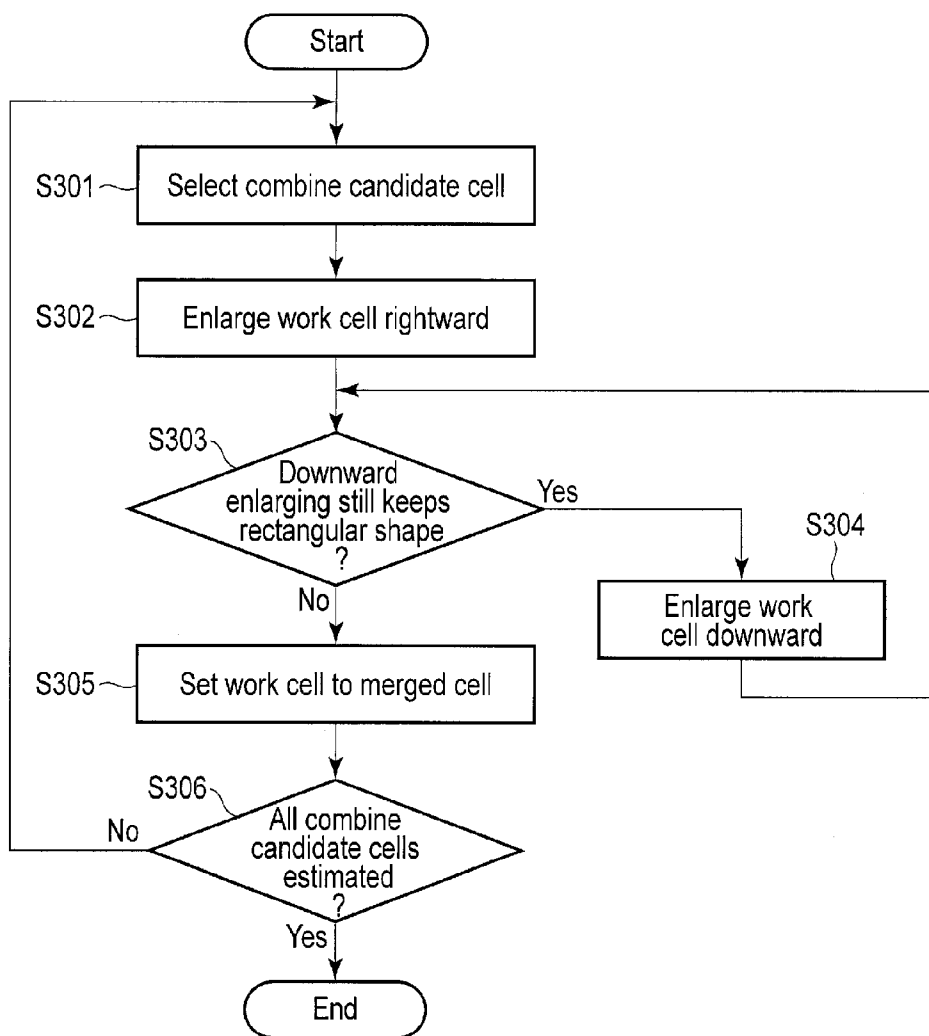 Start
S301
Select combine candidate cell
S302
Enlarge work cell rightward
S303
Downward
enlarging still keeps
rectangular shape
?
Yes
No
S304
Enlarge work
cell downward
S305
Set work cell to merged cell
S306
All combine
candidate cells
estimated
?
No
Yes
End